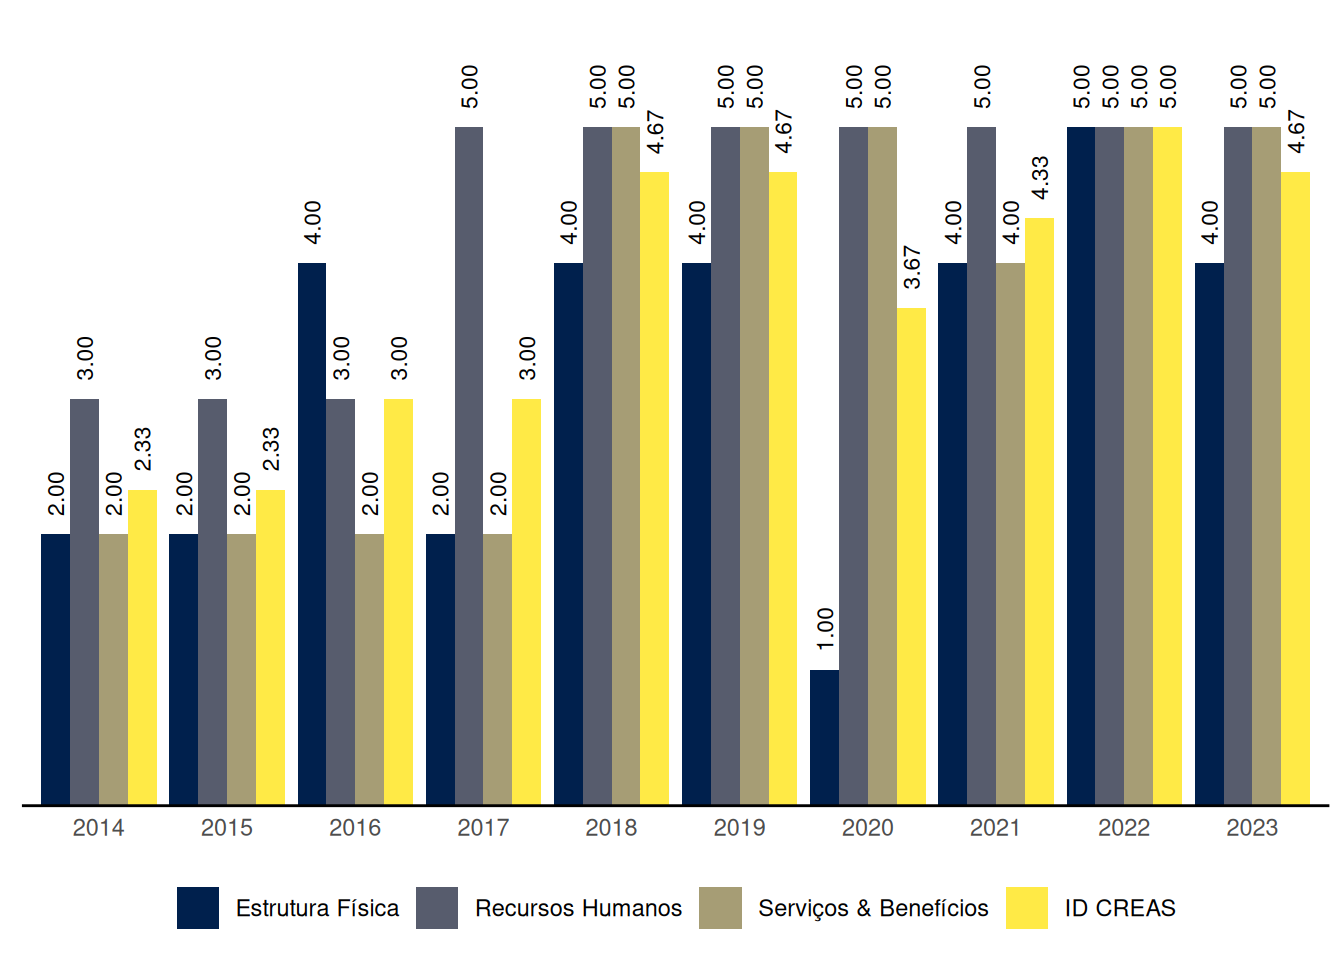 2.00 3.00 2.00 2.33 2.00 3.00 2.00 2.33 4.00 3.00 2.00 3.00 2.00 5.00 2.00 3.00 4.00 5.00 5.00 4.67 4.00 5.00 5.00 4.67 1.00 5.00 5.00 3.67 4.00 5.00 4.00 4.33 5.00 5.00 5.00 5.00 4.00 5.00 5.00 4.67
2014 2015 2016 2017 2018 2019 2020 2021 2022 2023
Estrutura Física Recursos Humanos Serviços & Benefícios ID CREAS